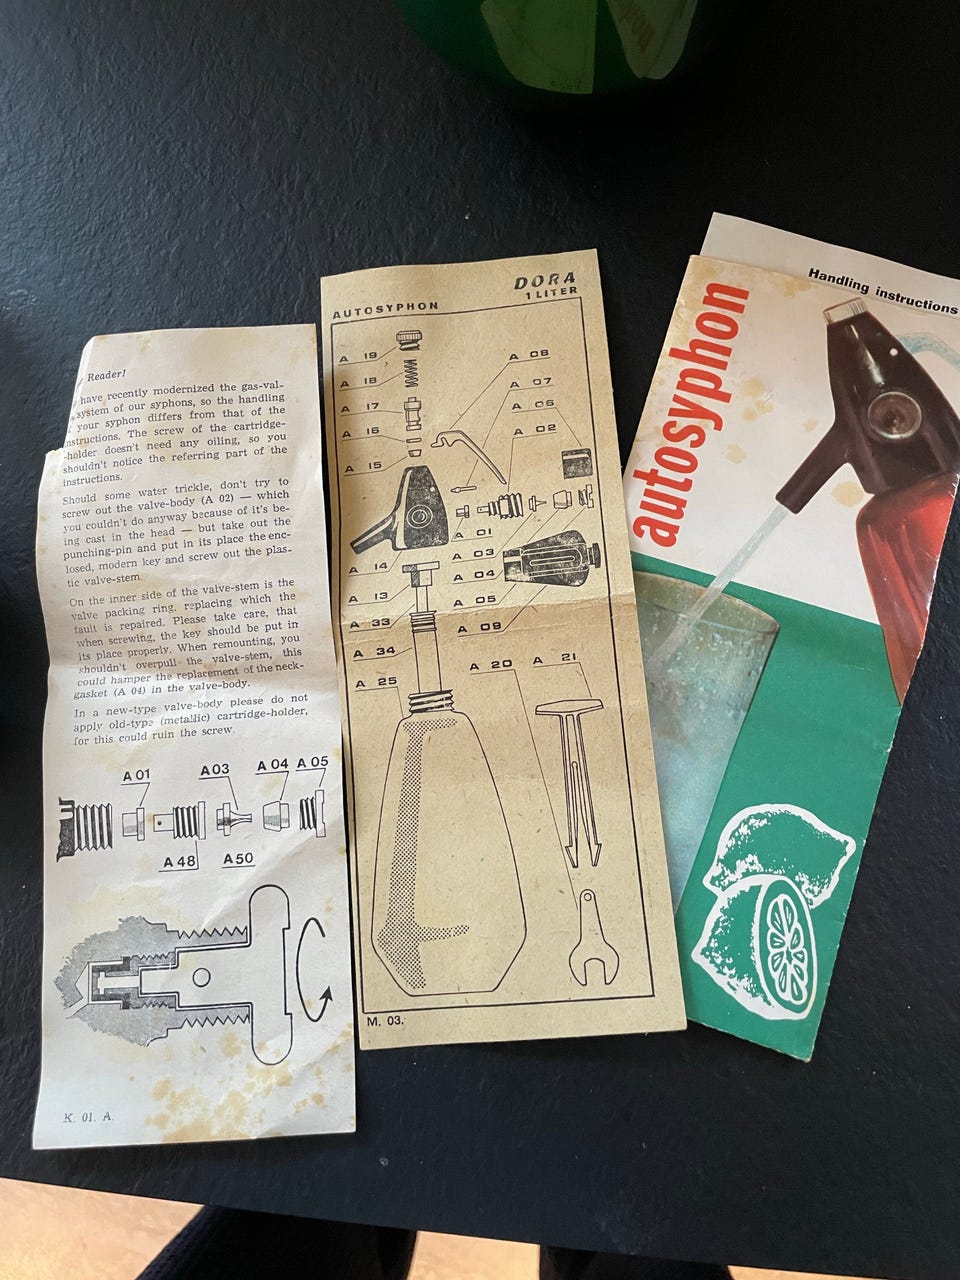 Reader!
have recently modernized the gas-val-
system of our syphons, so the handling
your syphon differs from that of the
instructions. The screw of the cartridge-
-holder doesn't need any oiling, so you
shouldn't notice the referring part of the
instructions.
Should some water trickle, don't try to
screw out the valve-body (A 02) — which
you couldn't do anyway because of it's be-
ing cast in the head — but take out the
punching-pin and put in its place the enc-
losed, modern key and screw out the plas-
tic valve-stem.
On the inner side of the valve-stem is the
valve packing ring, replacing which the
fault is repaired. Please take care, that
when screwing, the key should be put in
its place properly. When remounting, you
shouldn't overpull the valve-stem, this
could hamper the replacement of the neck-
gasket (A 04) in the valve-body.
In a new-type valve-body please do not
apply old-type (metallic) cartridge-holder,
for this could ruin the screw.
A 01
A 03
A 04
A 05
A 48
A 50
K. 01. A.
AUTOSYPHON
DORA
1 LITER
A 19
A 18
A 17
A 16
A 15
A 08
A 07
A 06
A 02
A 01
A 03
A 04
A 05
A 09
A 14
A 13
A 33
A 34
A 25
A 20
A 21
M. 03.
Handling instructions
autosyphon